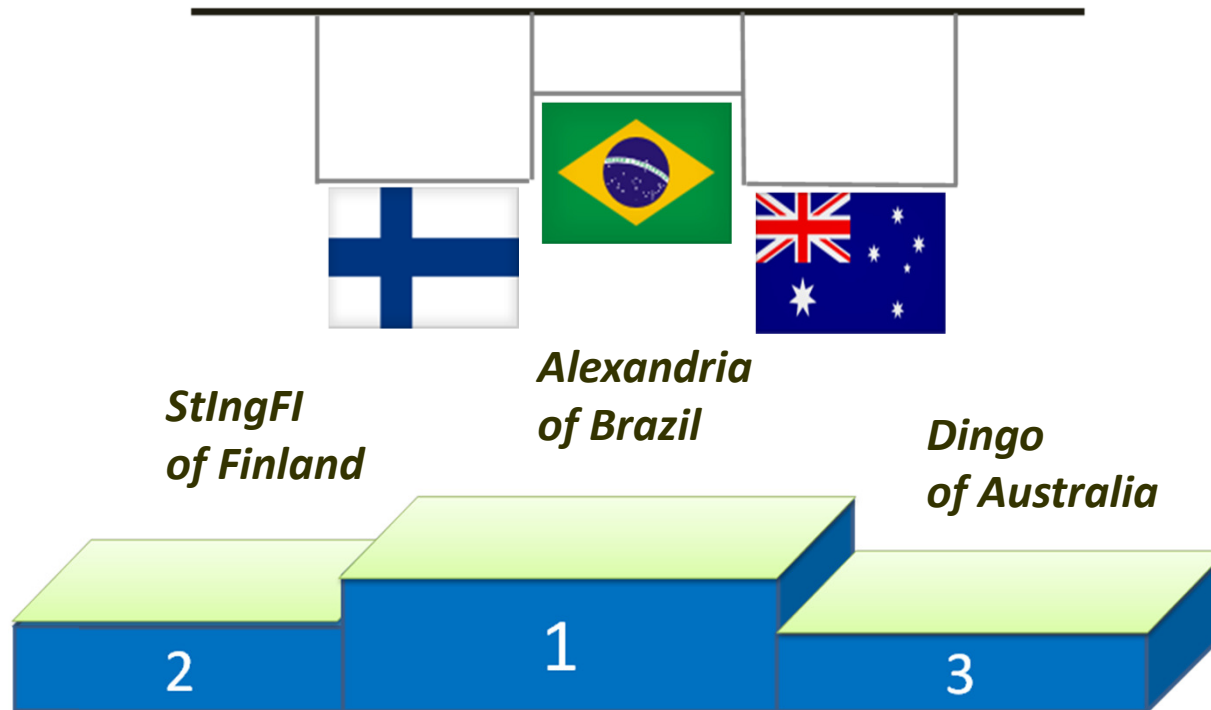 StIngFI
of Finland
Alexandria
of Brazil
Dingo
of Australia
2
1
3